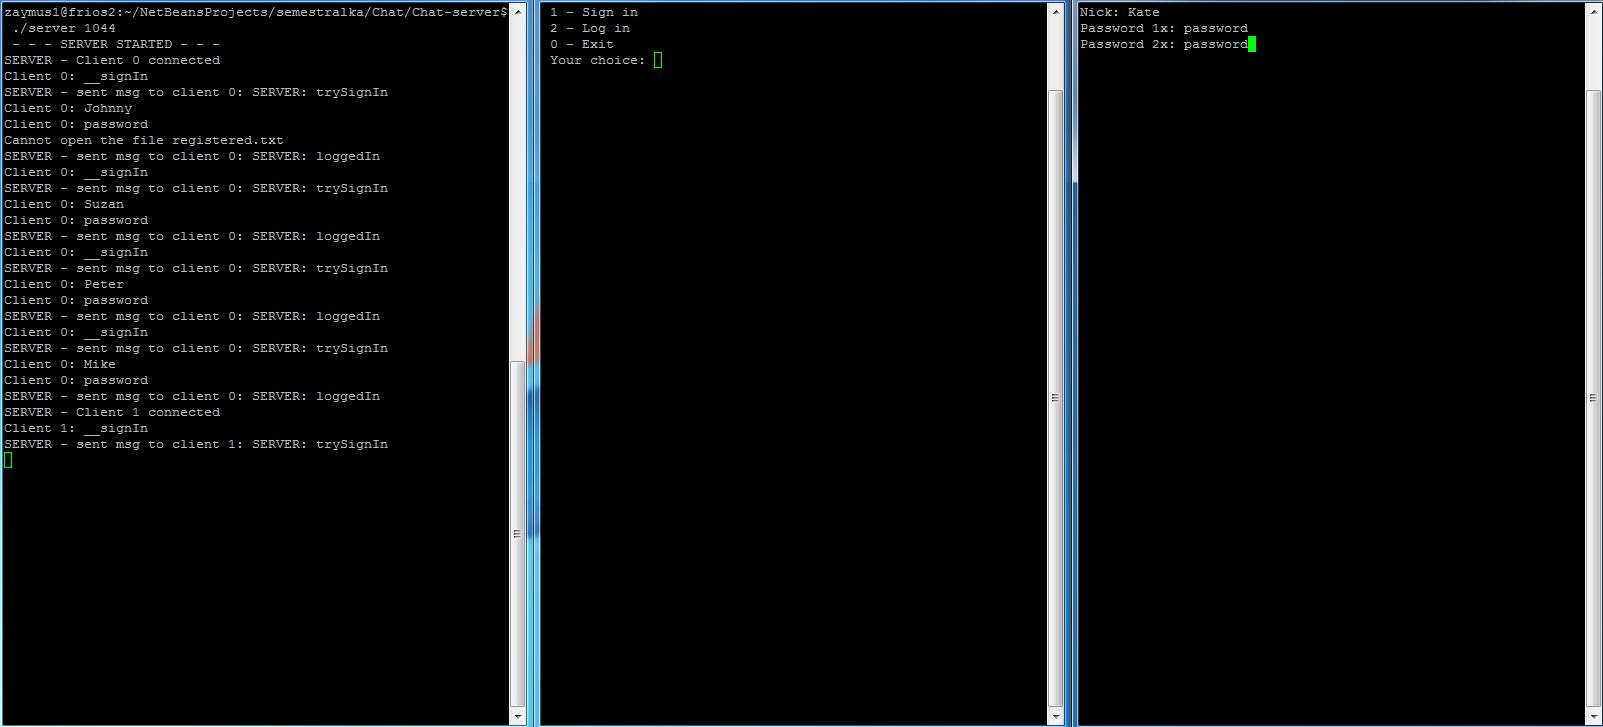 zaymus1@frios2:~/NetBeansProjects/semestralka/Chat/Chat-server$
./server 1044
- - - SERVER STARTED - - -
SERVER - Client 0 connected
Client 0: __signIn
SERVER - sent msg to client 0: SERVER: trySignIn
Client 0: Johnny
Client 0: password
Cannot open the file registered.txt
SERVER - sent msg to client 0: SERVER: loggedIn
Client 0: __signIn
SERVER - sent msg to client 0: SERVER: trySignIn
Client 0: Suzan
Client 0: password
SERVER - sent msg to client 0: SERVER: loggedIn
Client 0: __signIn
SERVER - sent msg to client 0: SERVER: trySignIn
Client 0: Peter
Client 0: password
SERVER - sent msg to client 0: SERVER: loggedIn
Client 0: __signIn
SERVER - sent msg to client 0: SERVER: trySignIn
Client 0: Mike
Client 0: password
SERVER - sent msg to client 0: SERVER: loggedIn
SERVER - Client 1 connected
Client 1: __signIn
SERVER - sent msg to client 1: SERVER: trySignIn
1 - Sign in
2 - Log in
0 - Exit
Your choice:
Nick: Kate
Password 1x: password
Password 2x: password